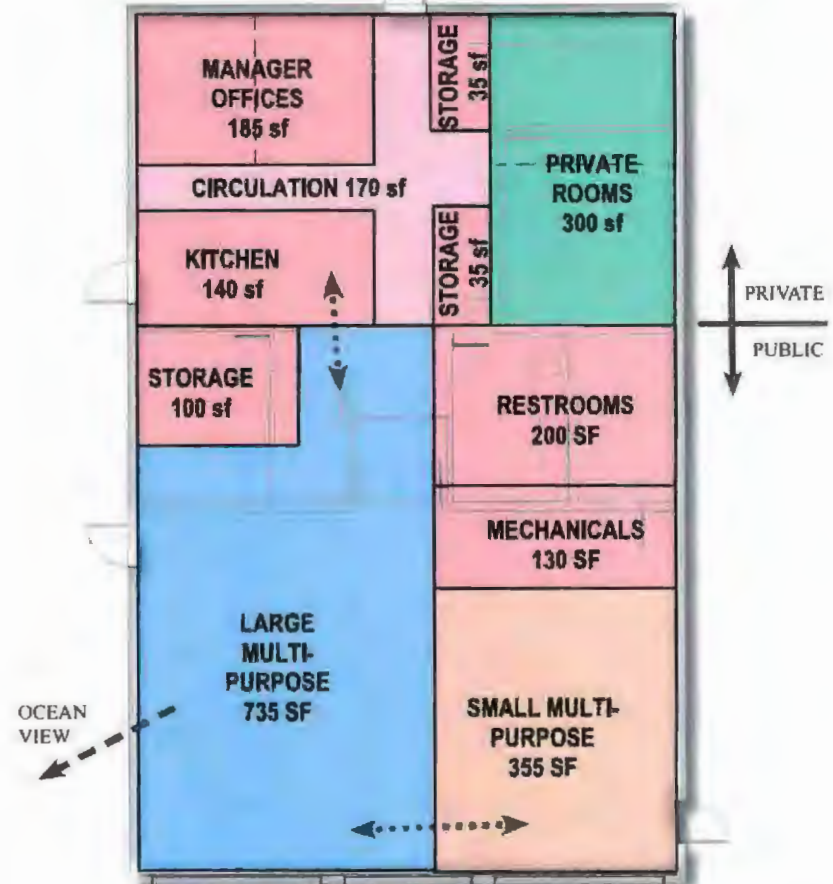 MANAGER
OFFICES
185 sf
STORAGE
35 sf
PRIVATE
ROOMS
300 sf
CIRCULATION 170 sf
KITCHEN
140 sf
STORAGE
35 sf
PRIVATE
PUBLIC
STORAGE
100 sf
RESTROOMS
200 SF
MECHANICALS
130 SF
LARGE
MULTI-
PURPOSE
735 SF
OCEAN
VIEW
SMALL MULTI-
PURPOSE
355 SF